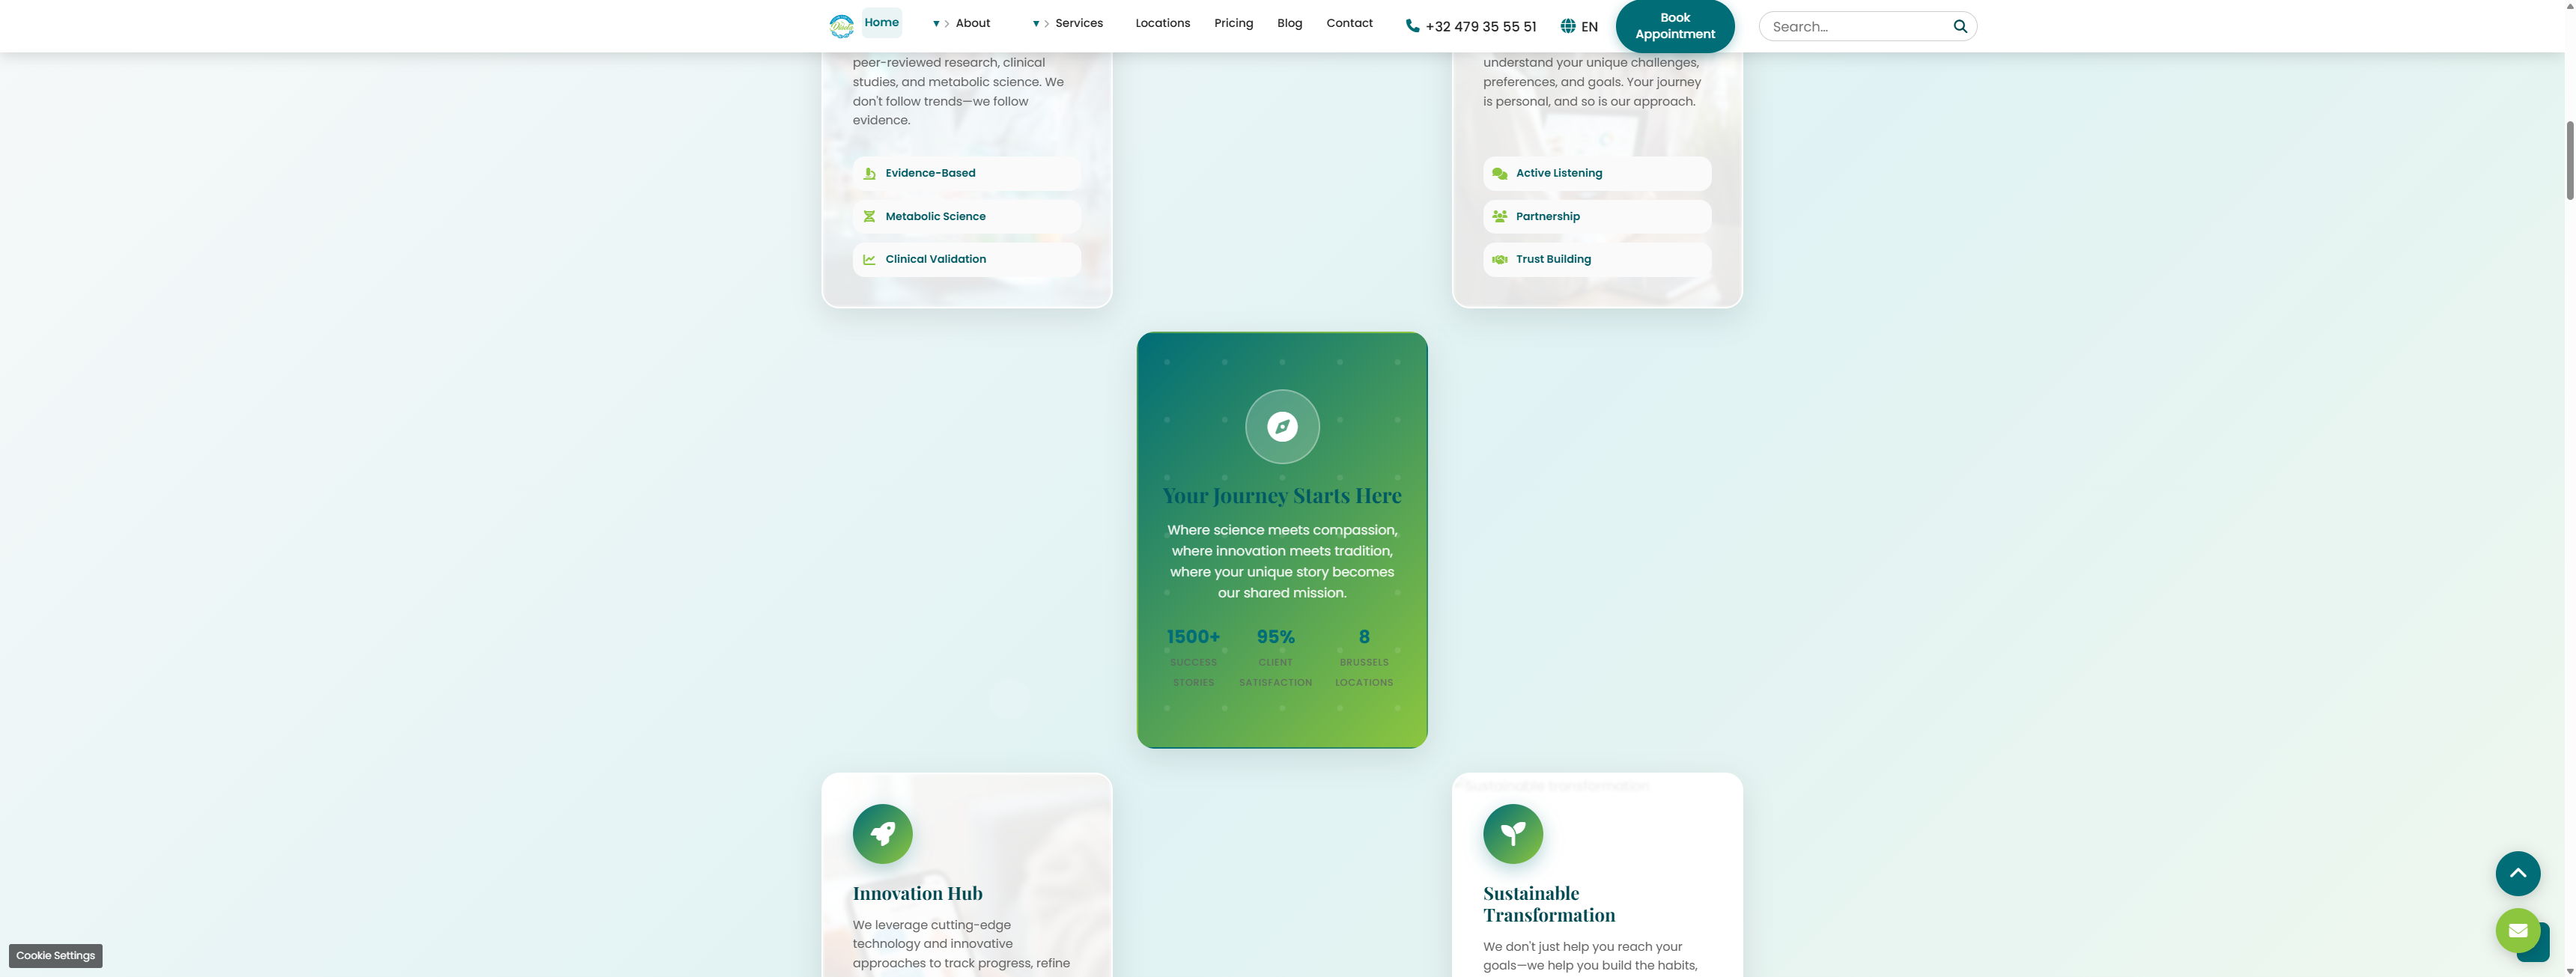 Home
About
Services
Locations
Pricing
Blog
Contact
+32 479 35 55 51
EN
Book
Appointment
Search...
peer-reviewed research, clinical
studies, and metabolic science. We
don't follow trends—we follow
evidence.
Evidence-Based
Metabolic Science
Clinical Validation
understand your unique challenges,
preferences, and goals. Your journey
is personal, and so is our approach.
Active Listening
Partnership
Trust Building
Your Journey Starts Here
Where science meets compassion,
where innovation meets tradition,
where your unique story becomes
our shared mission.
1500+
SUCCESS
STORIES
95%
CLIENT
SATISFACTION
8
BRUSSELS
LOCATIONS
Innovation Hub
We leverage cutting-edge
technology and innovative
approaches to track progress, refine
Sustainable transformation
Sustainable
Transformation
We don't just help you reach your
goals—we help you build the habits,
Cookie Settings